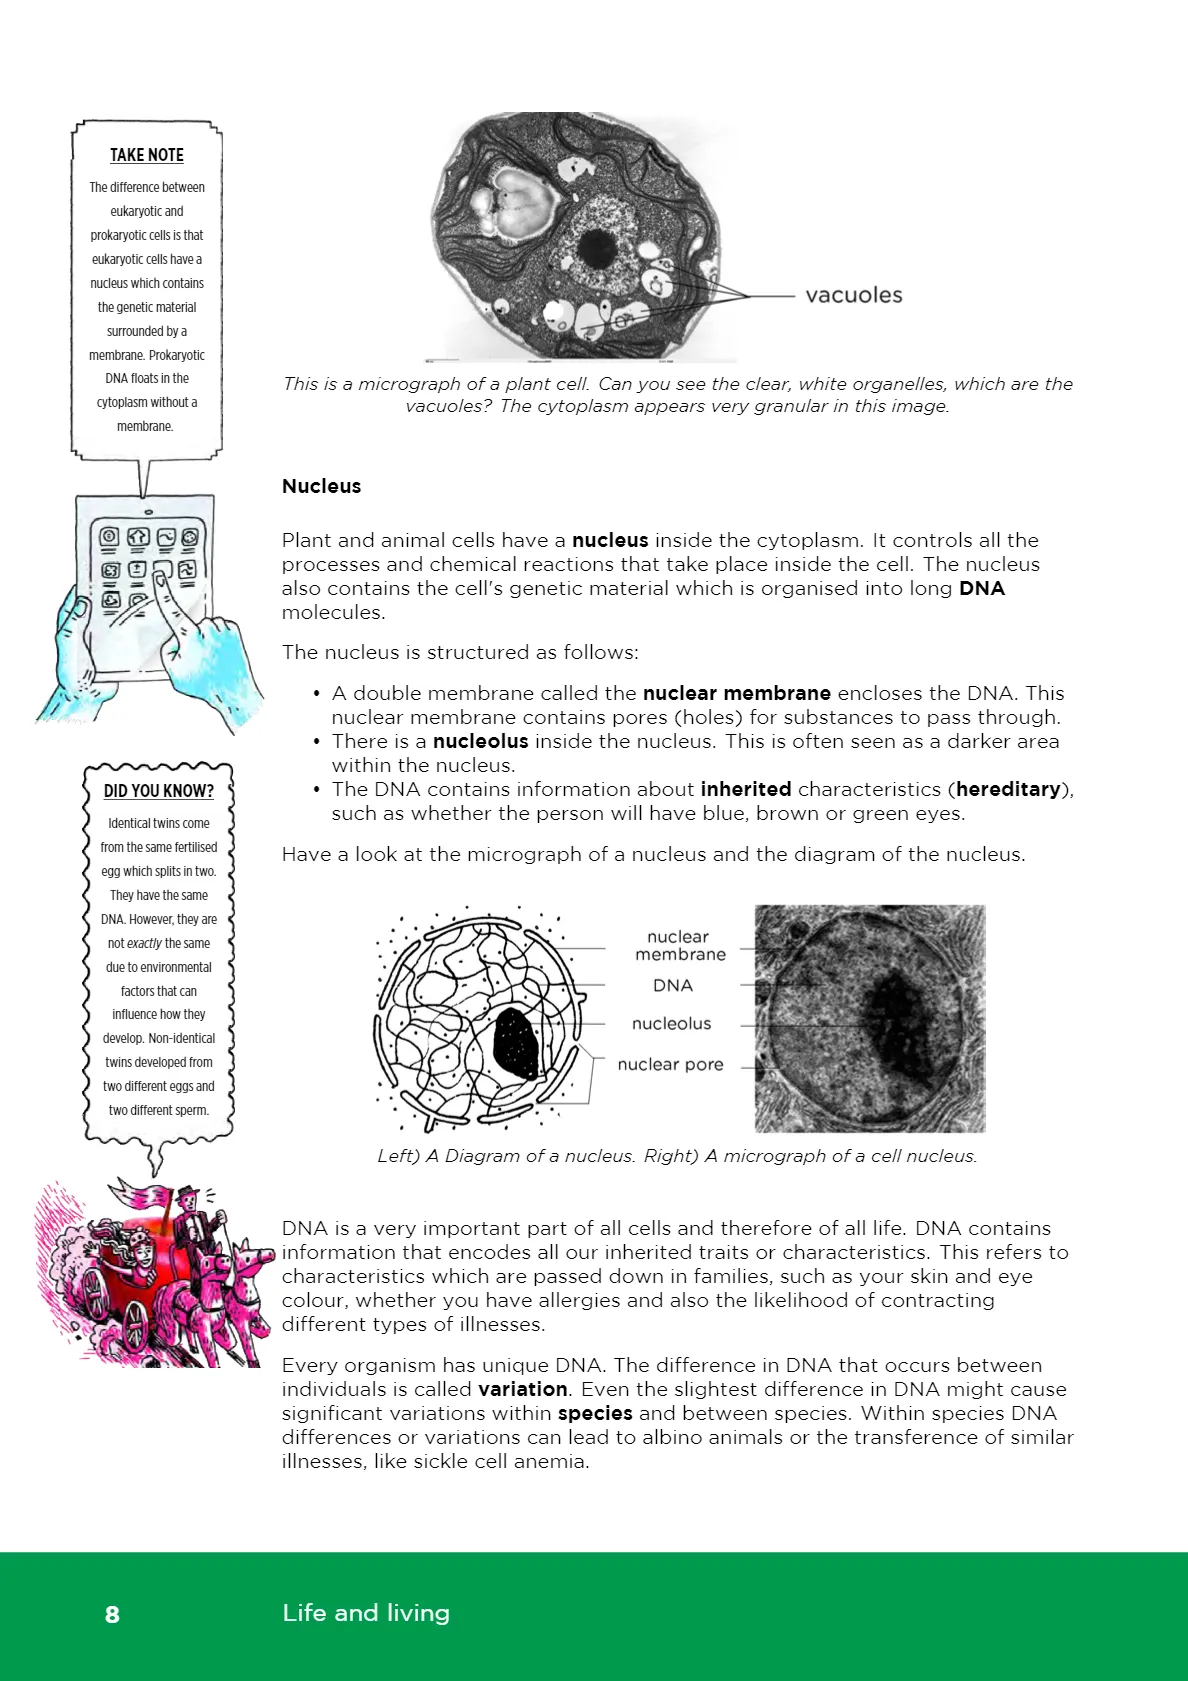 TAKE NOTE
The difference between
eukaryotic and
prokaryotic cells is that
eukaryotic cells have a
nucleus which contains
the genetic material
surrounded by a
membrane. Prokaryotic
DNA floats in the
cytoplasm without a
membrane.
vacuoles
This is a micrograph of a plant cell. Can you see the clear, white organelles, which are the
vacuoles? The cytoplasm appears very granular in this image.
Nucleus
Plant and animal cells have a nucleus inside the cytoplasm. It controls all the
processes and chemical reactions that take place inside the cell. The nucleus
also contains the cell's genetic material which is organised into long DNA
molecules.
The nucleus is structured as follows:
• A double membrane called the nuclear membrane encloses the DNA. This
nuclear membrane contains pores (holes) for substances to pass through.
• There is a nucleolus inside the nucleus. This is often seen as a darker area
within the nucleus.
• The DNA contains information about inherited characteristics (hereditary),
such as whether the person will have blue, brown or green eyes.
Have a look at the micrograph of a nucleus and the diagram of the nucleus.
DID YOU KNOW?
Identical twins come
from the same fertilised
egg which splits in two.
They have the same
DNA. However, they are
not exactly the same
due to environmental
factors that can
influence how they
develop. Non-identical
twins developed from
two different eggs and
two different sperm.
nuclear
membrane
DNA
nucleolus
nuclear pore
Left) A Diagram of a nucleus. Right) A micrograph of a cell nucleus.
DNA is a very important part of all cells and therefore of all life. DNA contains
information that encodes all our inherited traits or characteristics. This refers to
characteristics which are passed down in families, such as your skin and eye
colour, whether you have allergies and also the likelihood of contracting
different types of illnesses.
Every organism has unique DNA. The difference in DNA that occurs between
individuals is called variation. Even the slightest difference in DNA might cause
significant variations within species and between species. Within species DNA
differences or variations can lead to albino animals or the transference of similar
illnesses, like sickle cell anemia.
8
Life and living